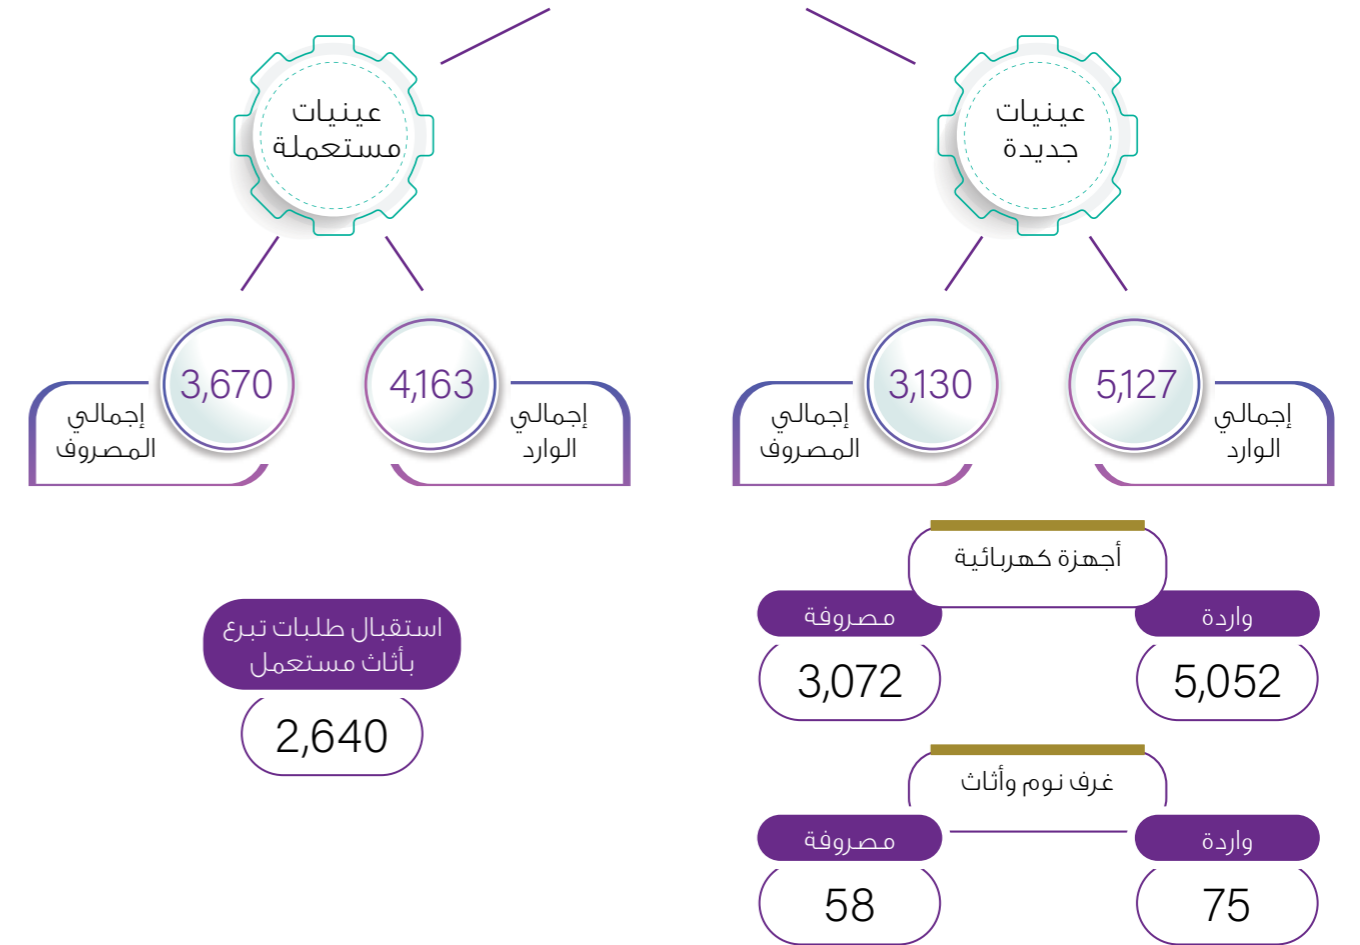 عينيات
جديدة
5,127
إجمالي
الوارد
3,130
إجمالي
المصروف
أجهزة كهربائية
واردة
5,052
مصروفة
3,072
غرف نوم وأثاث
واردة
75
مصروفة
58
عينيات
مستعملة
4,163
إجمالي
الوارد
3,670
إجمالي
المصروف
استقبال طلبات تبرع
بأثاث مستعمل
2,640